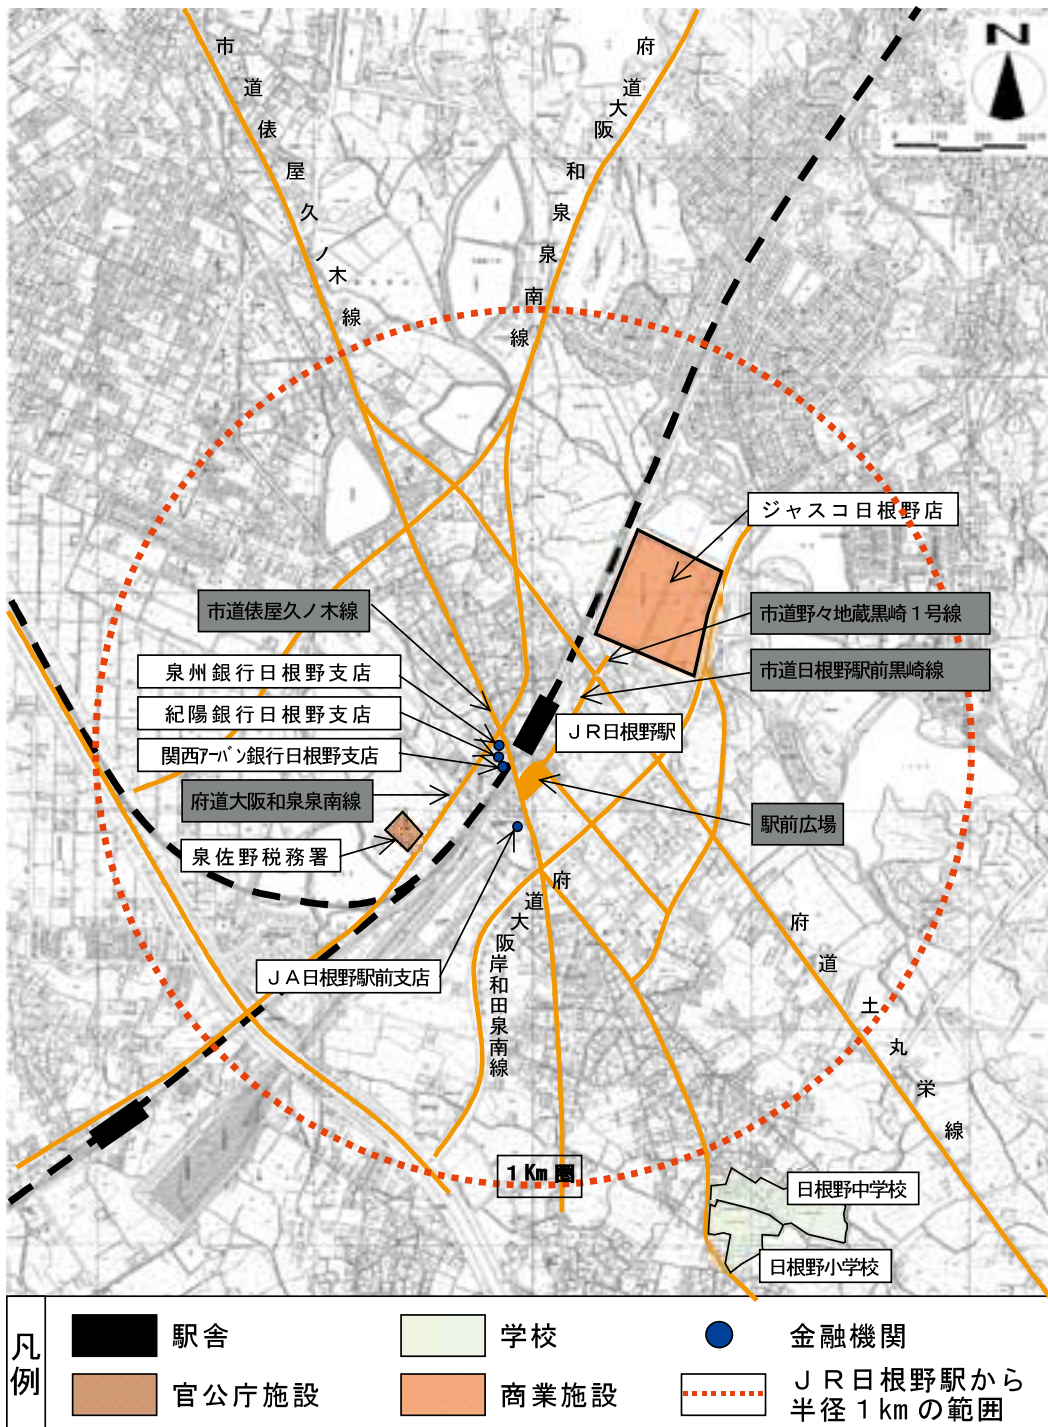 市道俵屋久ノ木線
府道大阪和泉泉南線
N
ジャスコ日根野店
市道俵屋久ノ木線
市道野々地蔵黒崎１号線
泉州銀行日根野支店
市道日根野駅前黒崎線
紀陽銀行日根野支店
ＪＲ日根野駅
関西ｱｰﾊﾞﾝ銀行日根野支店
府道大阪和泉泉南線
駅前広場
泉佐野税務署
府道大阪岸和田泉南線
ＪＡ日根野駅前支店
府道土丸栄線
１Km 圏
日根野中学校
日根野小学校
凡例
駅舎
学校
金融機関
官公庁施設
商業施設
ＪＲ日根野駅から
半径１kmの範囲